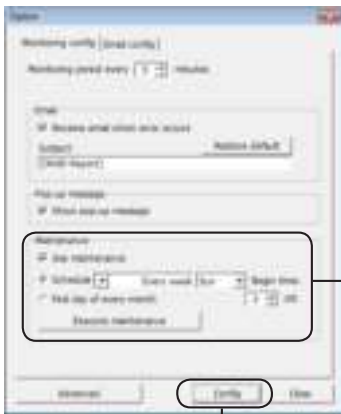 Option
Monitoring config Email config
Monitoring period every 5 minutes
Email
Receive email when error occurs
Subject Restore default
Pop-up message
Show pop-up message
Maintenance
Use maintenance
Schedule Every week Sun Begin time
First day of every month
Execute maintenance
Advanced Config Close